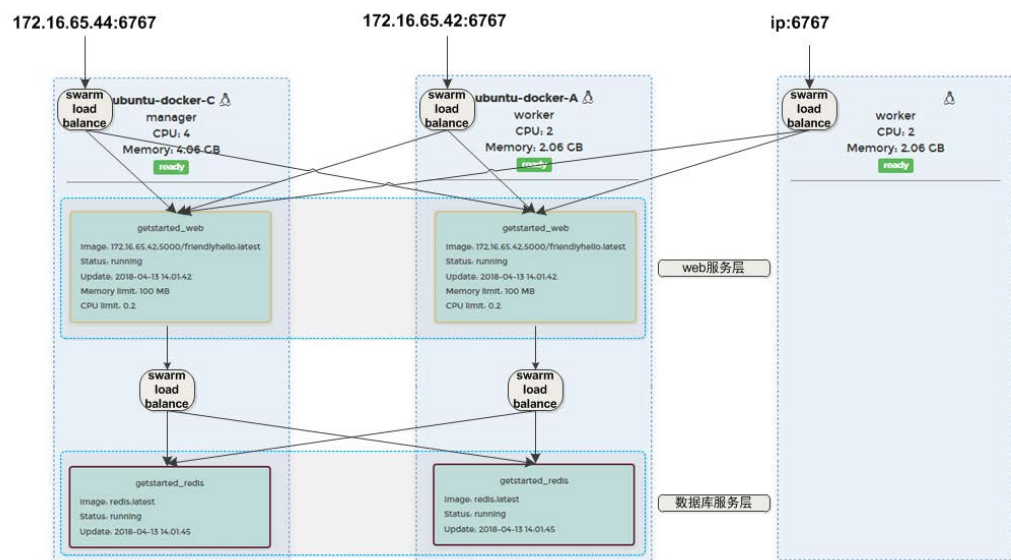 172.16.65.44:6767
172.16.65.42:6767
ip:6767
swarm
load
balance
ubuntu-docker-C
manager
CPU: 4
Memory: 4.06 GB
ready
swarm
load
balance
ubuntu-docker-A
worker
CPU: 2
Memory: 2.06 GB
ready
swarm
load
balance
worker
CPU: 2
Memory: 2.06 GB
ready
getstarted_web
Image: 172.16.65.42:5000/friendlyhello:latest
Status: running
Update: 2018-04-13 14:01:42
Memory limit: 100 MB
CPU limit: 0.2
getstarted_web
Image: 172.16.65.42:5000/friendlyhello:latest
Status: running
Update: 2018-04-13 14:01:42
Memory limit: 100 MB
CPU limit: 0.2
web服务层
swarm
load
balance
swarm
load
balance
getstarted_redis
Image: redis:latest
Status: running
Update: 2018-04-13 14:01:45
getstarted_redis
Image: redis:latest
Status: running
Update: 2018-04-13 14:01:45
数据库服务层